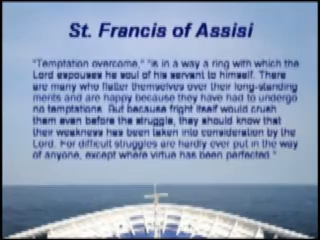 St. Francis of Assisi
"Temptation overcome," "is in a way a ring with which the
Lord espouses he soul of his servant to himself. There
are many who flatter themselves over their long-standing
merits and are happy because they have had to undergo
no temptations. But because fright itself would crush
them even before the struggle, they should know that
their weakness has been taken into consideration by the
Lord. For difficult struggles are hardly ever put in the way
of anyone, except where virtue has been perfected."